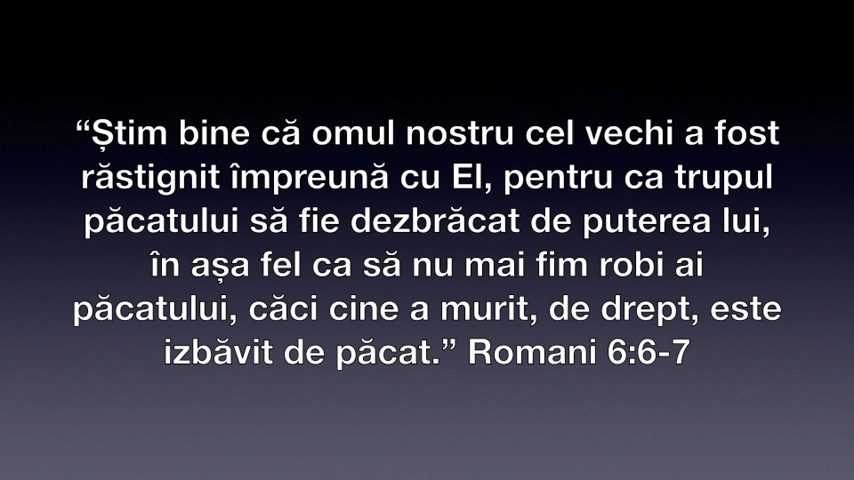 “Știm bine că omul nostru cel vechi a fost
răstignit împreună cu El, pentru ca trupul
păcatului să fie dezbrăcat de puterea lui,
în așa fel ca să nu mai fim robi ai
păcatului, căci cine a murit, de drept, este
izbăvit de păcat.” Romani 6:6-7